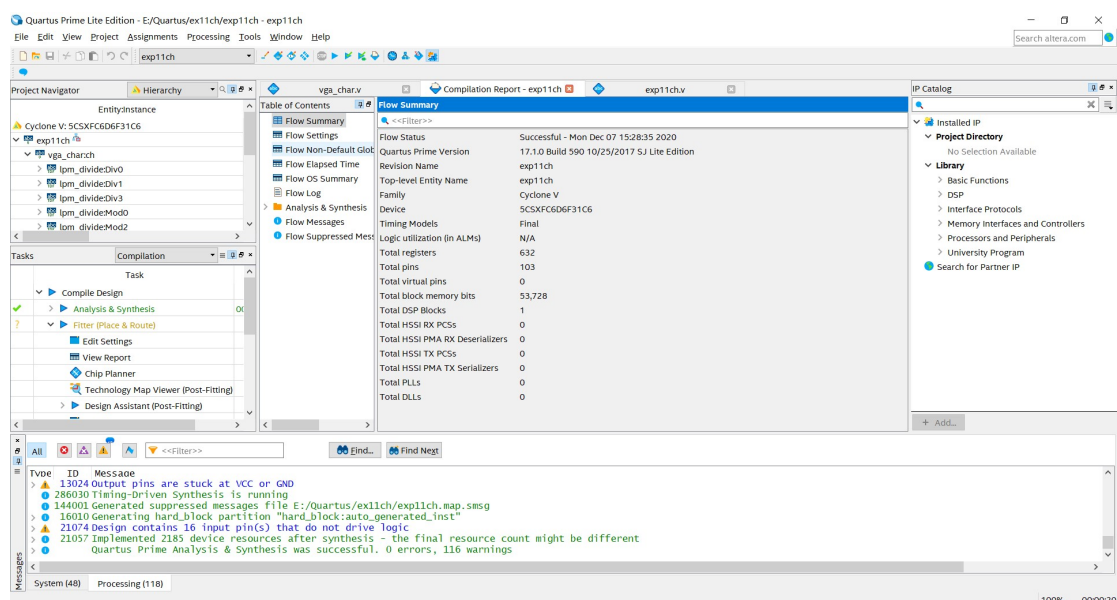 Quartus Prime Lite Edition - E:/Quartus/ex11ch/exp11ch - exp11ch
File Edit View Project Assignments Processing Tools Window Help
Search altera.com
exp11ch
Project Navigator
Hierarchy
Entity:Instance
Cyclone V: 5CSXFC6D6F31C6
exp11ch
vga_char:ch
lpm_divide:Div0
lpm_divide:Div1
lpm_divide:Div3
lpm_divide:Mod0
lpm_divide:Mod2
Tasks
Compilation
Task
Compile Design
Analysis & Synthesis
00
Fitter (Place & Route)
Edit Settings
View Report
Chip Planner
Technology Map Viewer (Post-Fitting)
Design Assistant (Post-Fitting)
vga_char.v
Compilation Report - exp11ch
exp11ch.v
Table of Contents
Flow Summary
Flow Settings
Flow Non-Default Glob
Flow Elapsed Time
Flow OS Summary
Flow Log
Analysis & Synthesis
Flow Messages
Flow Suppressed Mess
Flow Summary
<<Filter>>
Flow Status Successful - Mon Dec 07 15:28:35 2020
Quartus Prime Version 17.1.0 Build 590 10/25/2017 SJ Lite Edition
Revision Name exp11ch
Top-level Entity Name exp11ch
Family Cyclone V
Device 5CSXFC6D6F31C6
Timing Models Final
Logic utilization (in ALMs) N/A
Total registers 632
Total pins 103
Total virtual pins 0
Total block memory bits 53,728
Total DSP Blocks 1
Total HSSI RX PCSs 0
Total HSSI PMA RX Deserializers 0
Total HSSI TX PCSs 0
Total HSSI PMA TX Serializers 0
Total PLLs 0
Total DLLs 0
IP Catalog
Installed IP
Project Directory
No Selection Available
Library
Basic Functions
DSP
Interface Protocols
Memory Interfaces and Controllers
Processors and Peripherals
University Program
Search for Partner IP
+ Add...
All
<<Filter>>
Find...
Find Next
Type ID Message
13024 Output pins are stuck at VCC or GND
286030 Timing-Driven Synthesis is running
144001 Generated suppressed messages file E:/Quartus/ex11ch/exp11ch.map.smsg
16010 Generating hard_block partition "hard_block:auto_generated_inst"
21074 Design contains 16 input pin(s) that do not drive logic
21057 Implemented 2185 device resources after synthesis - the final resource count might be different
Quartus Prime Analysis & Synthesis was successful. 0 errors, 116 warnings
Messages
System (48) Processing (118)
100% 00:00:20